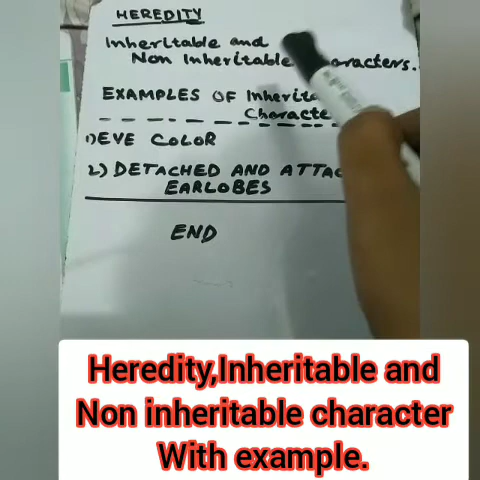 HEREDITY
Inheritable and
Non Inheritable
EXAMPLES OF
1) EYE COLOR
2) DETACHED AND
EARLOBES
END
Heredity,Inheritable and
Non inheritable character
With example.